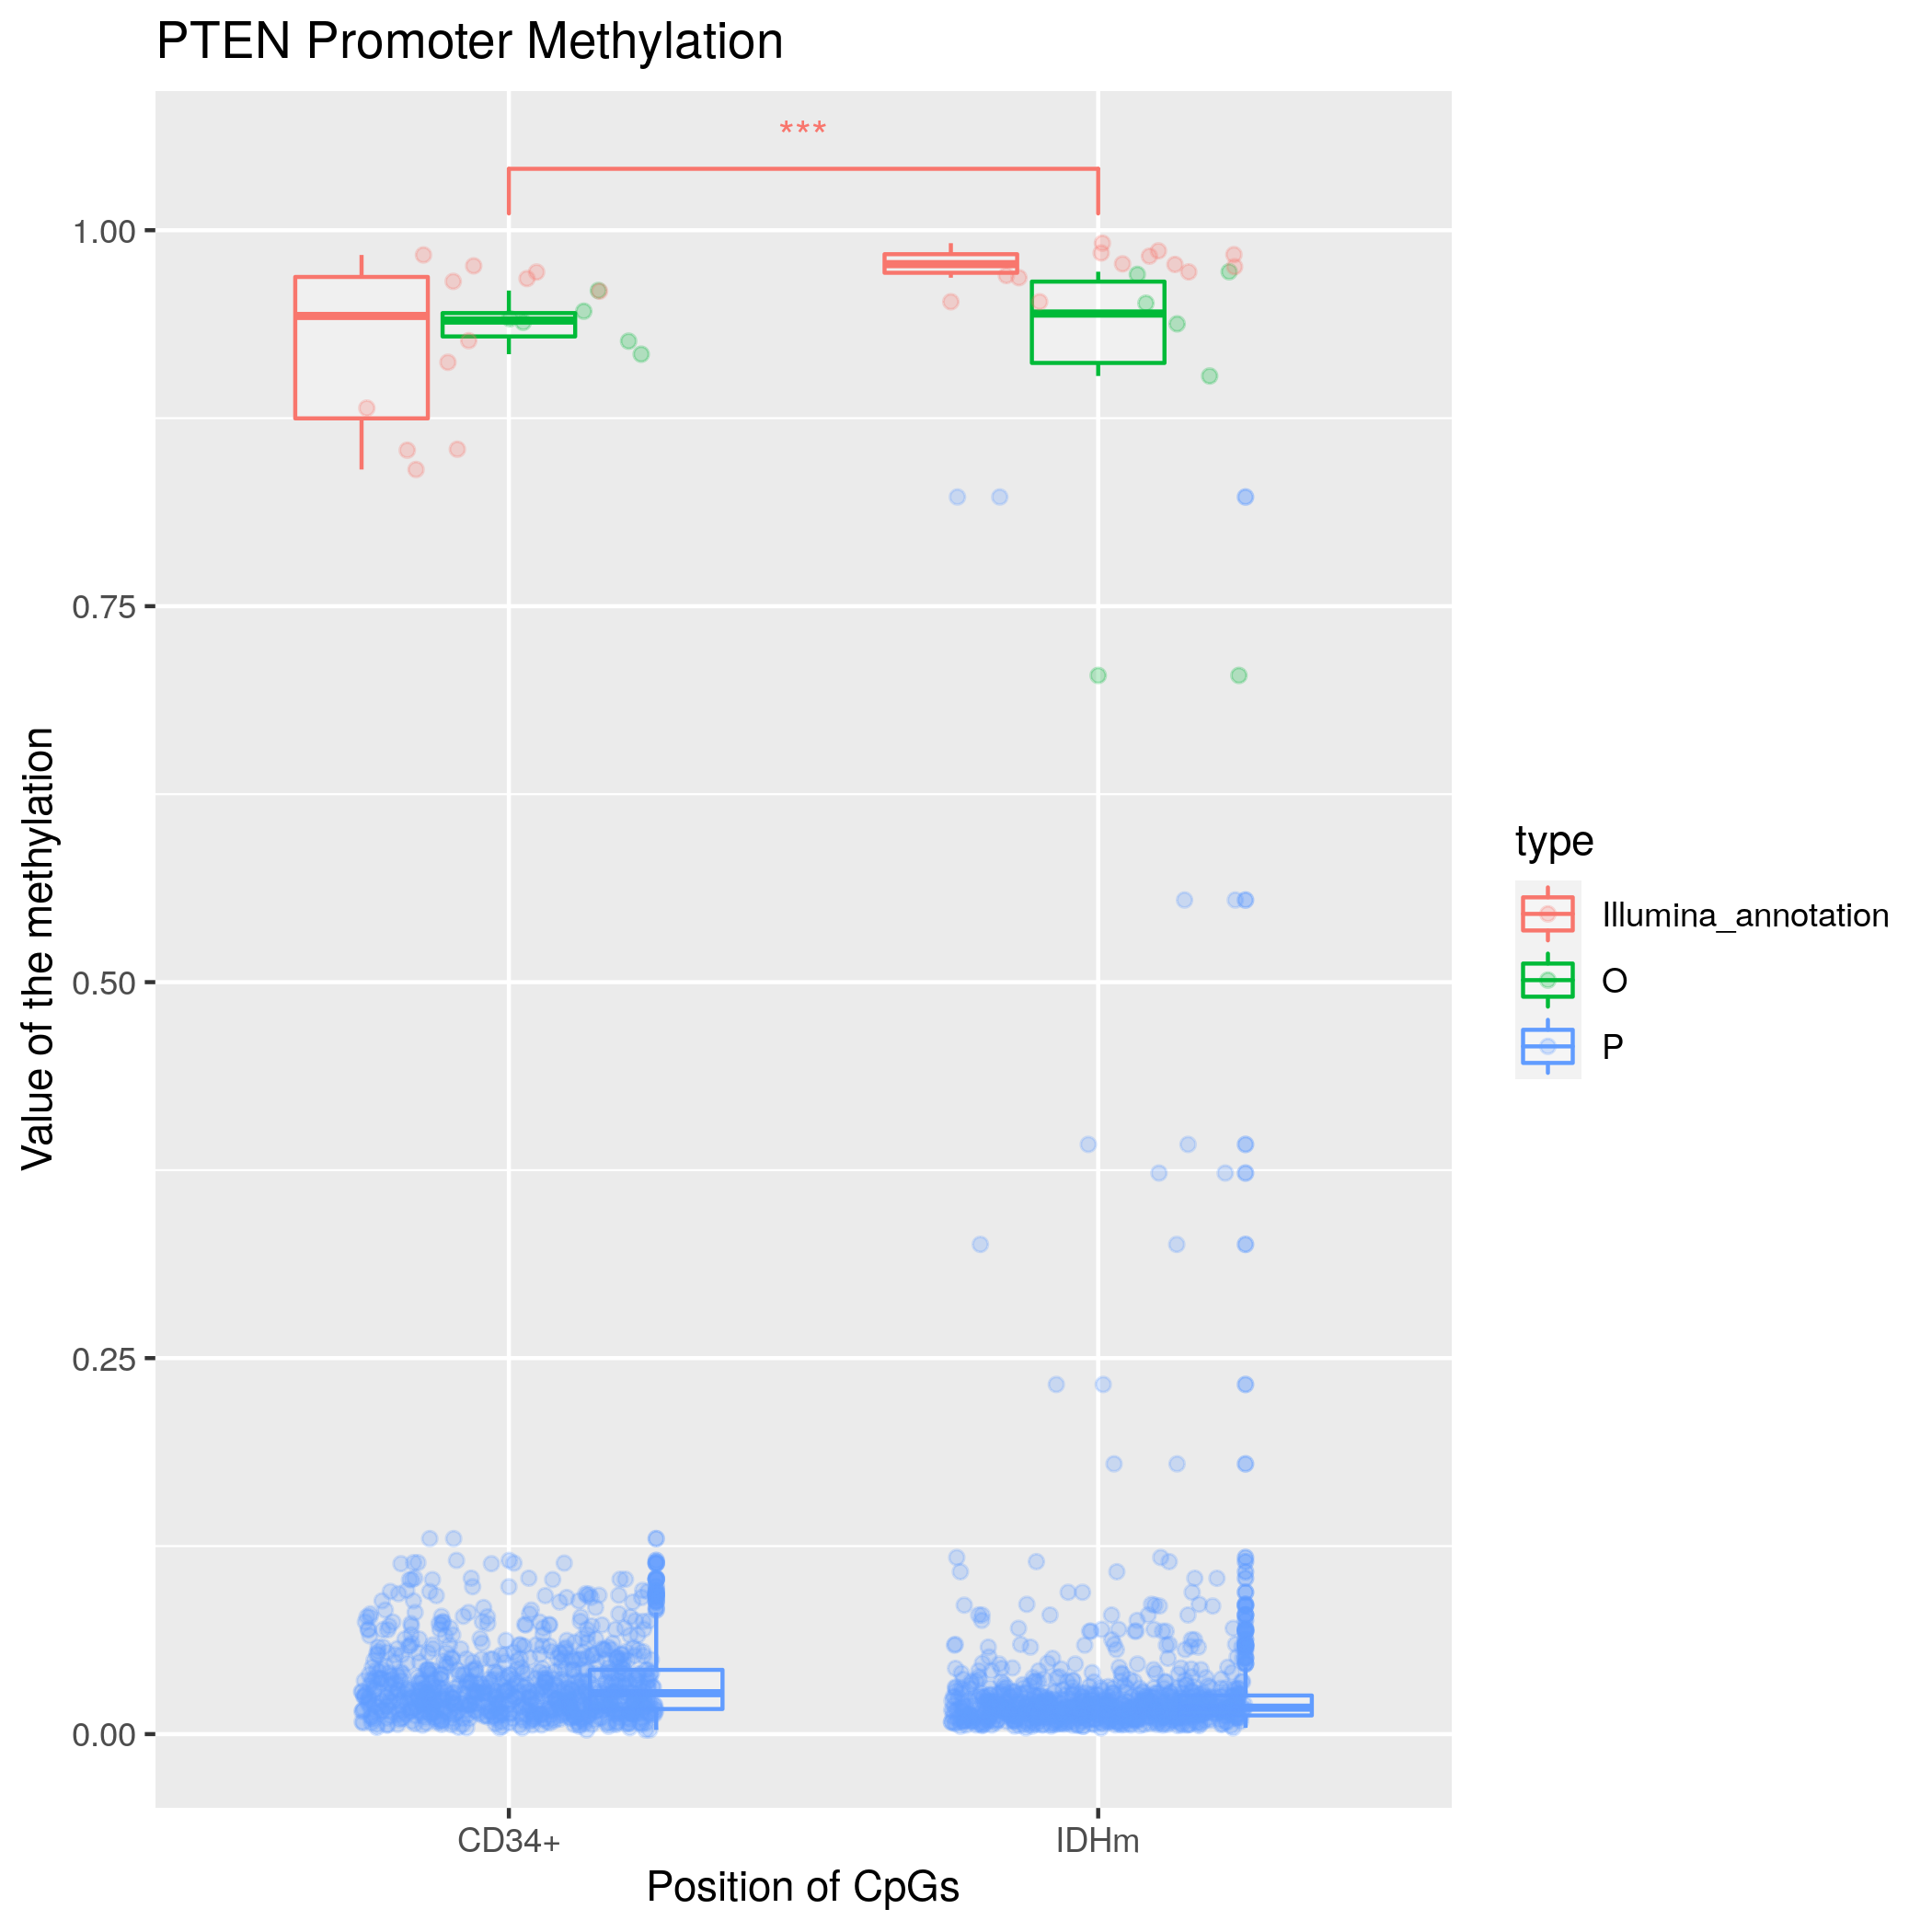 PTEN Promoter Methylation
***
1.00
0.75
0.50
0.25
0.00
Value of the methylation
CD34+
IDHm
Position of CpGs
type
Illumina_annotation
O
P